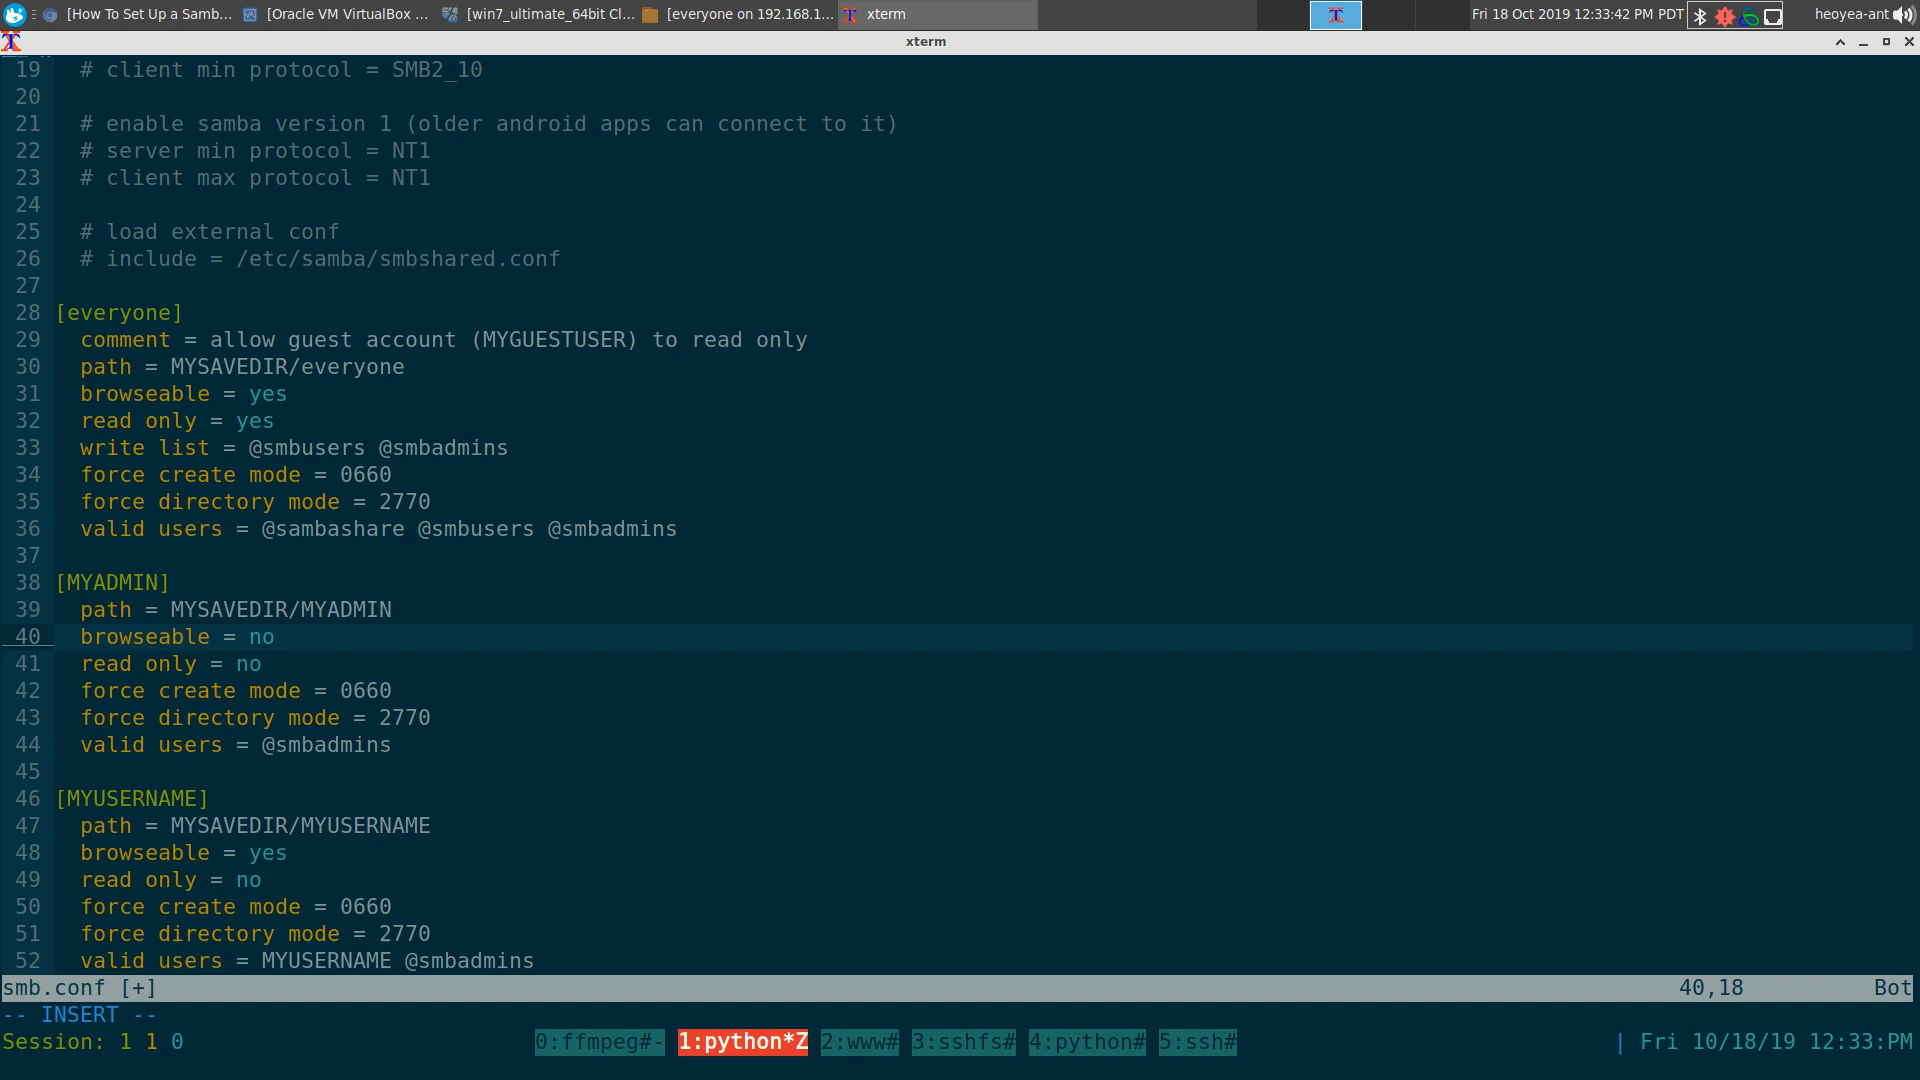 [How To Set Up a Samb... [Oracle VM VirtualBox ... [win7_ultimate_64bit Cl... [everyone on 192.168.1... xterm Fri 18 Oct 2019 12:33:42 PM PDT heoyea-ant
xterm
19 # client min protocol = SMB2_10
20
21 # enable samba version 1 (older android apps can connect to it)
22 # server min protocol = NT1
23 # client max protocol = NT1
24
25 # load external conf
26 # include = /etc/samba/smbshared.conf
27
28 [everyone]
29 comment = allow guest account (MYGUESTUSER) to read only
30 path = MYSAVEDIR/everyone
31 browseable = yes
32 read only = yes
33 write list = @smbusers @smbadmins
34 force create mode = 0660
35 force directory mode = 2770
36 valid users = @sambashare @smbusers @smbadmins
37
38 [MYADMIN]
39 path = MYSAVEDIR/MYADMIN
40 browseable = no
41 read only = no
42 force create mode = 0660
43 force directory mode = 2770
44 valid users = @smbadmins
45
46 [MYUSERNAME]
47 path = MYSAVEDIR/MYUSERNAME
48 browseable = yes
49 read only = no
50 force create mode = 0660
51 force directory mode = 2770
52 valid users = MYUSERNAME @smbadmins
smb.conf [+] 40,18 Bot
-- INSERT --
Session: 1 1 0 0:ffmpeg#- 1:python*Z 2:www# 3:sshfs# 4:python# 5:ssh# | Fri 10/18/19 12:33:PM